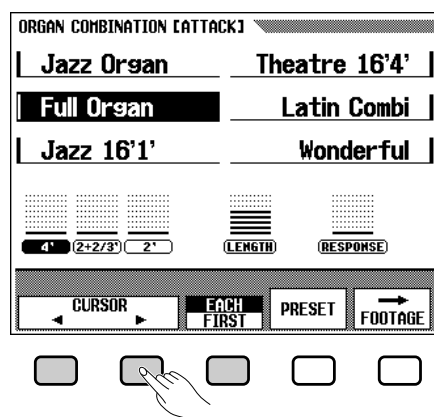 ORGAN COMBINATION [ATTACK]
Jazz Organ Theatre 16'4'
Full Organ Latin Combi
Jazz 16'1' Wonderful
4' 2+2/3' 2' LENGTH RESPONSE
CURSOR EACH PRESET
FIRST FOOTAGE